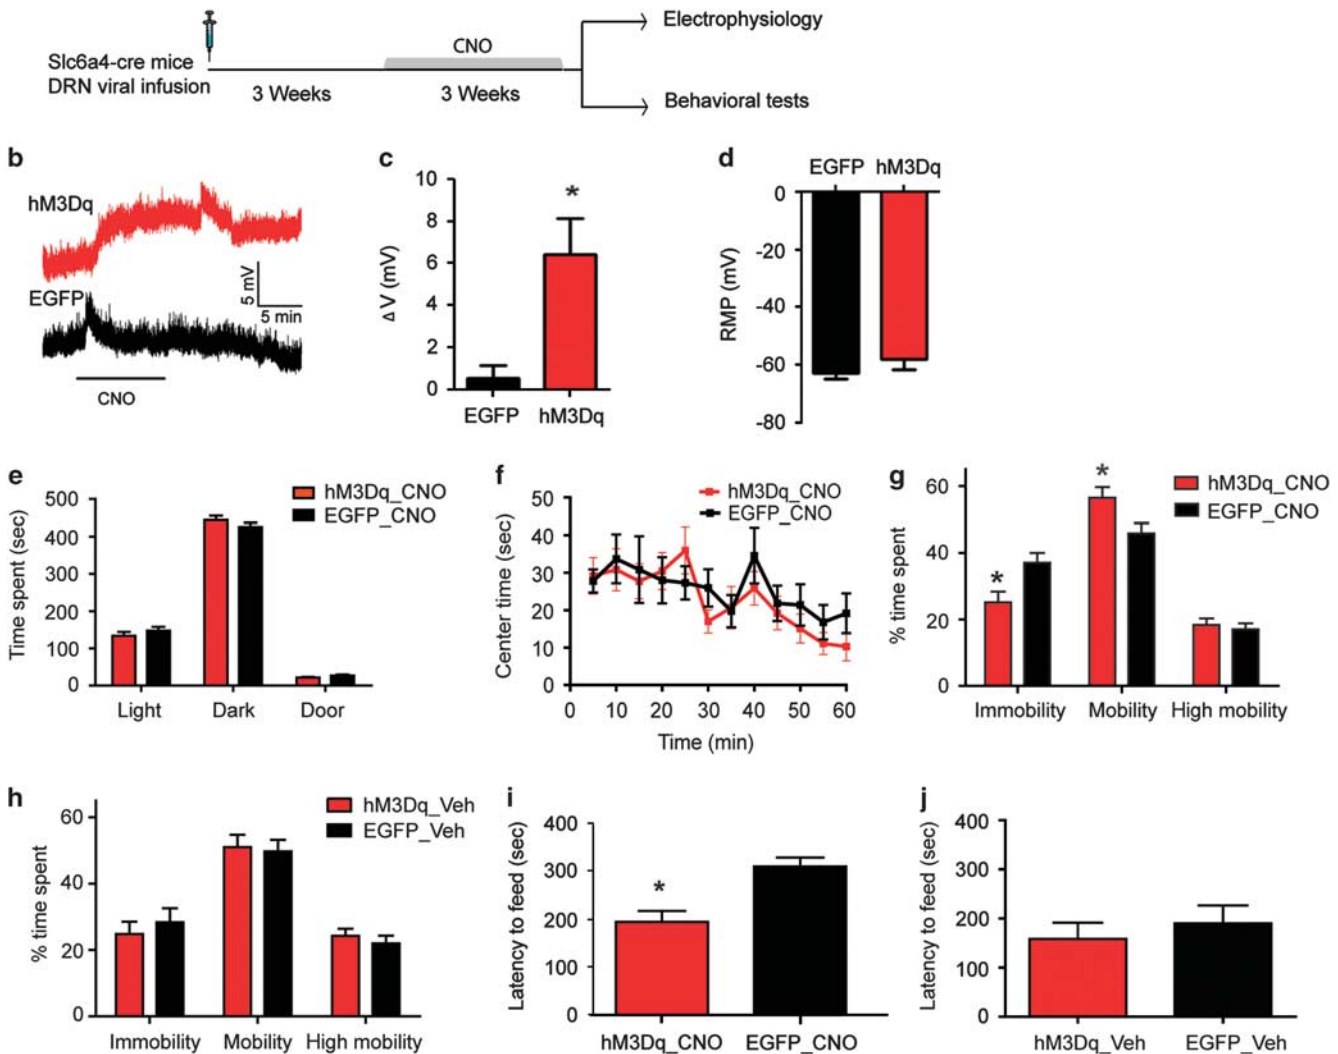 Slc6a4-cre mice
DRN viral infusion
3 Weeks
CNO
3 Weeks
Electrophysiology
Behavioral tests
b
hM3Dq
EGFP
5 mV
5 min
CNO
c
Δ V (mV)
10
8
6
4
2
0
*
EGFP
hM3Dq
d
EGFP
hM3Dq
RMP (mV)
0
-20
-40
-60
-80
e
Time spent (sec)
500
400
300
200
100
0
hM3Dq_CNO
EGFP_CNO
Light
Dark
Door
f
Center time (sec)
50
40
30
20
10
0
hM3Dq_CNO
EGFP_CNO
0 10 20 30 40 50 60
Time (min)
g
% time spent
60
40
20
0
*
*
hM3Dq_CNO
EGFP_CNO
Immobility
Mobility
High mobility
h
% time spent
60
40
20
0
hM3Dq_Veh
EGFP_Veh
Immobility
Mobility
High mobility
i
Latency to feed (sec)
400
300
200
100
0
*
hM3Dq_CNO
EGFP_CNO
j
Latency to feed (sec)
400
300
200
100
0
hM3Dq_Veh
EGFP_Veh